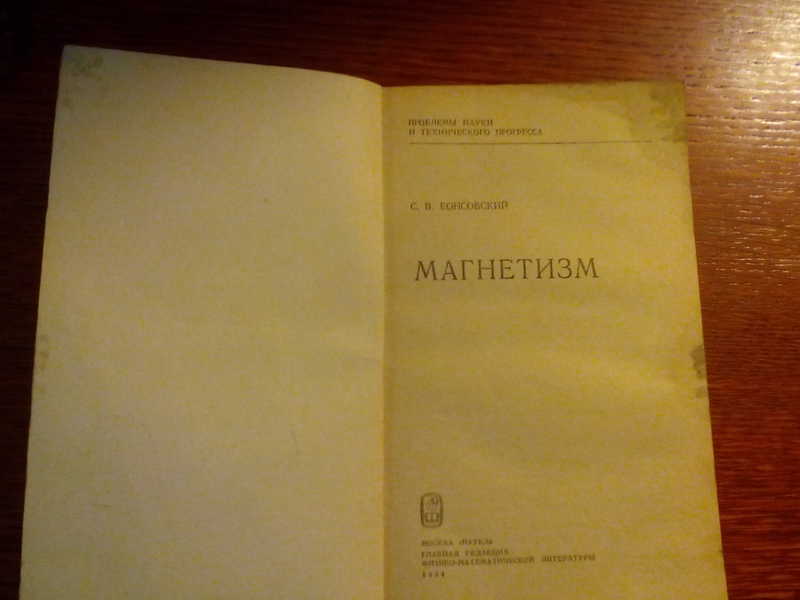 ПРОБЛЕМЫ НАУКИ
И ТЕХНИЧЕСКОГО ПРОГРЕССА
С. В. ВОНСОВСКИЙ
МАГНЕТИЗМ
МОСКВА «НАУКА»
ГЛАВНАЯ РЕДАКЦИЯ
ФИЗИКО-МАТЕМАТИЧЕСКОЙ ЛИТЕРАТУРЫ